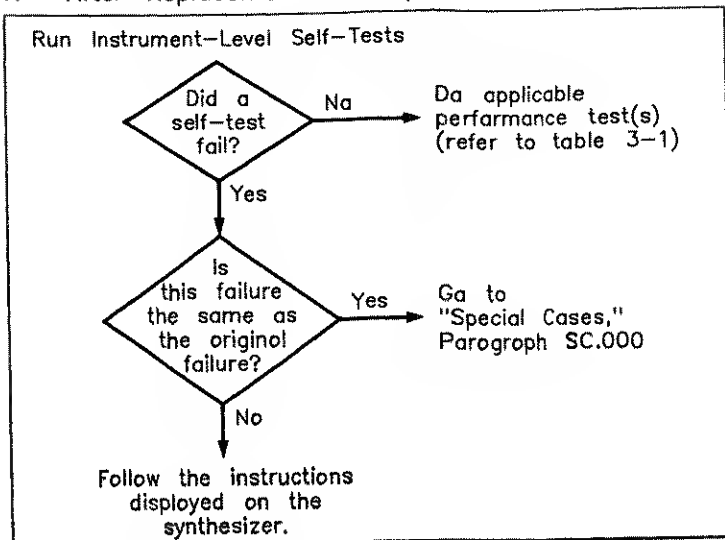 Run Instrument-Level Self-Tests
Did a
self-test
fail?
Na
Da applicable
perfarmance test(s)
(refer to table 3-1)
Yes
Is
this failure
the same as
the originol
failure?
Yes
Ga to
"Special Cases,"
Parogroph SC.000
No
Follow the instructions
displayed on the
synthesizer.